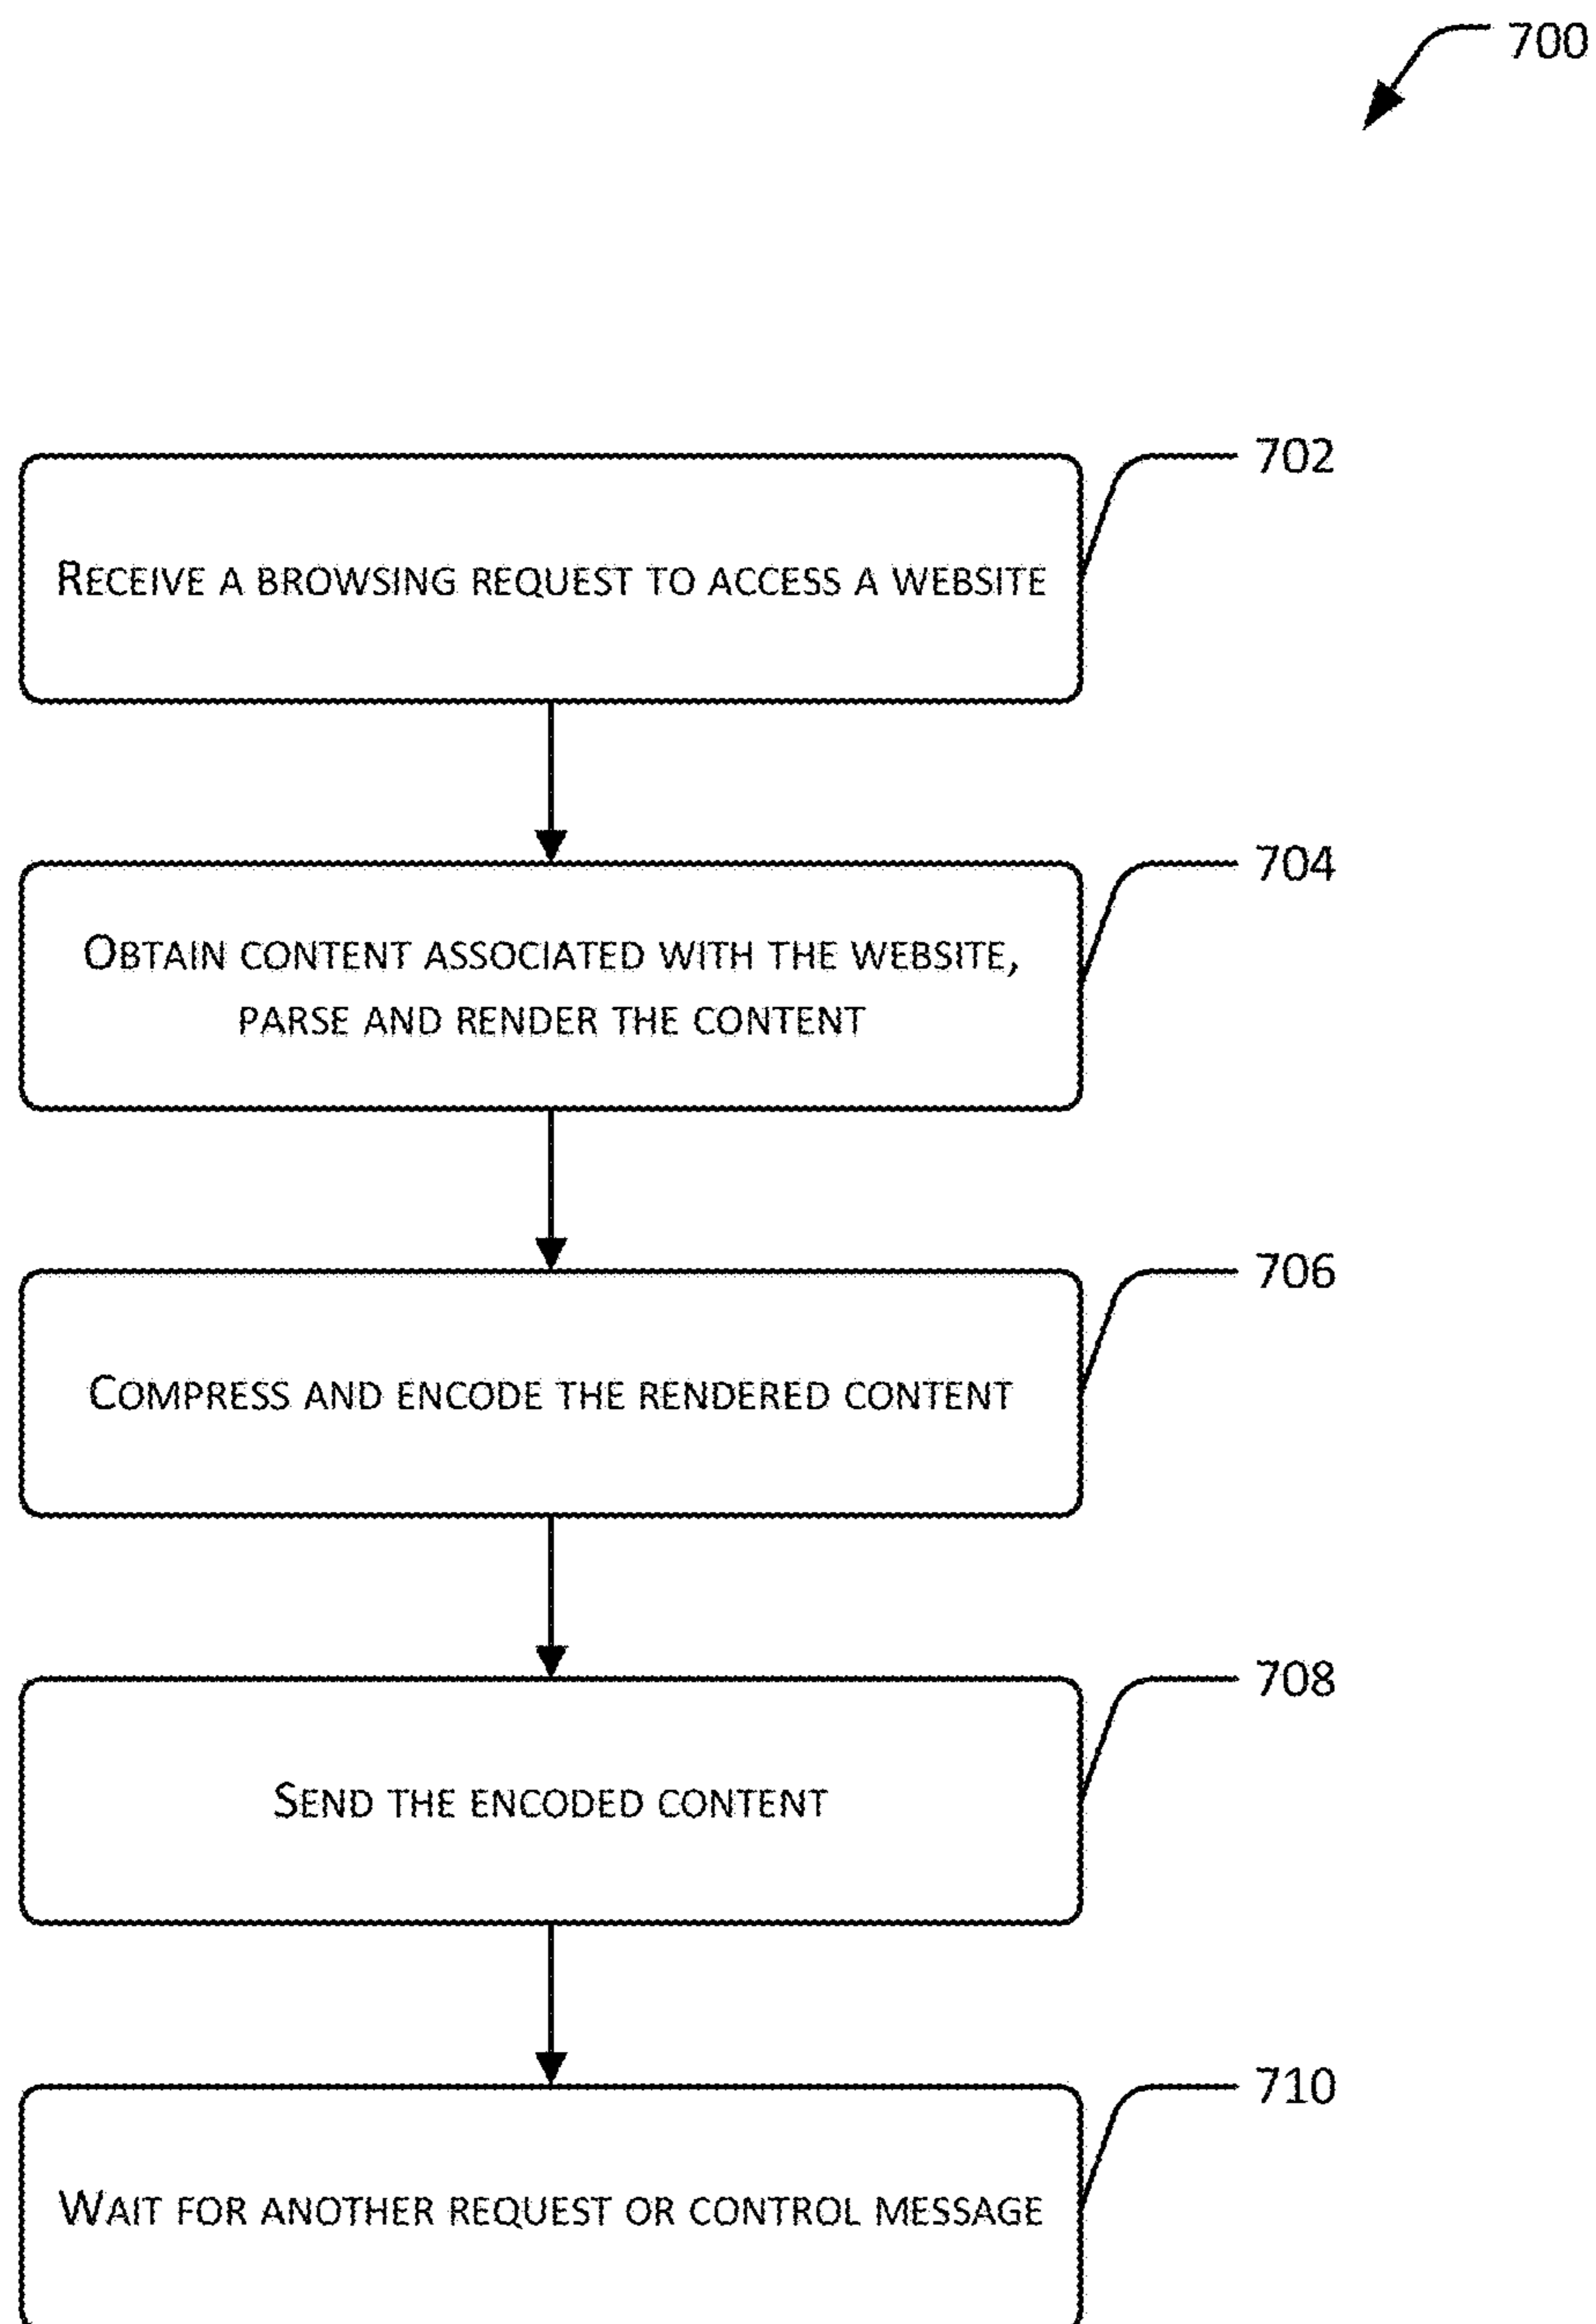 700
702
RECEIVE A BROWSING REQUEST TO ACCESS A WEBSITE
704
OBTAIN CONTENT ASSOCIATED WITH THE WEBSITE,
PARSE AND RENDER THE CONTENT
706
COMPRESS AND ENCODE THE RENDERED CONTENT
708
SEND THE ENCODED CONTENT
710
WAIT FOR ANOTHER REQUEST OR CONTROL MESSAGE